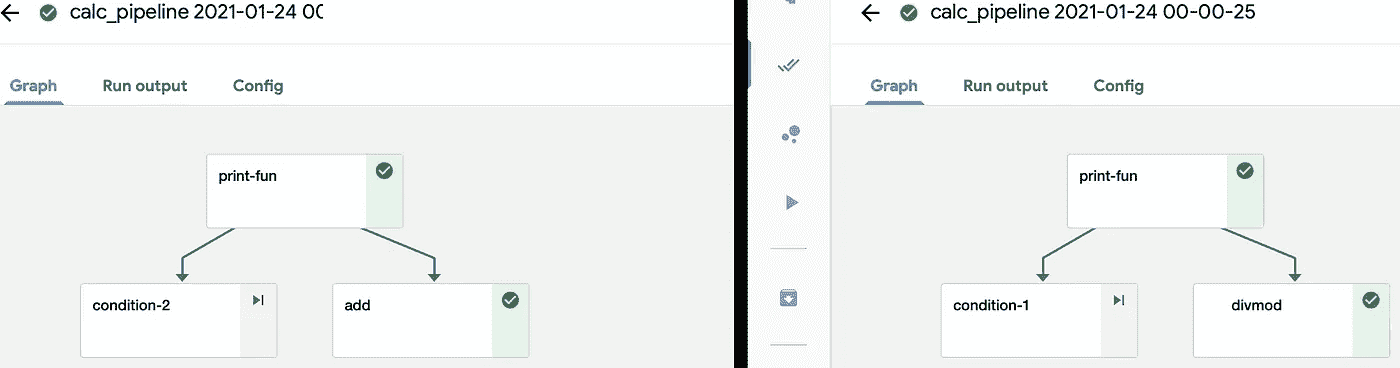 calc_pipeline 2021-01-24 00
Graph Run output Config
print-fun
condition-2 add
calc_pipeline 2021-01-24 00-00-25
Graph Run output Config
print-fun
condition-1 divmod